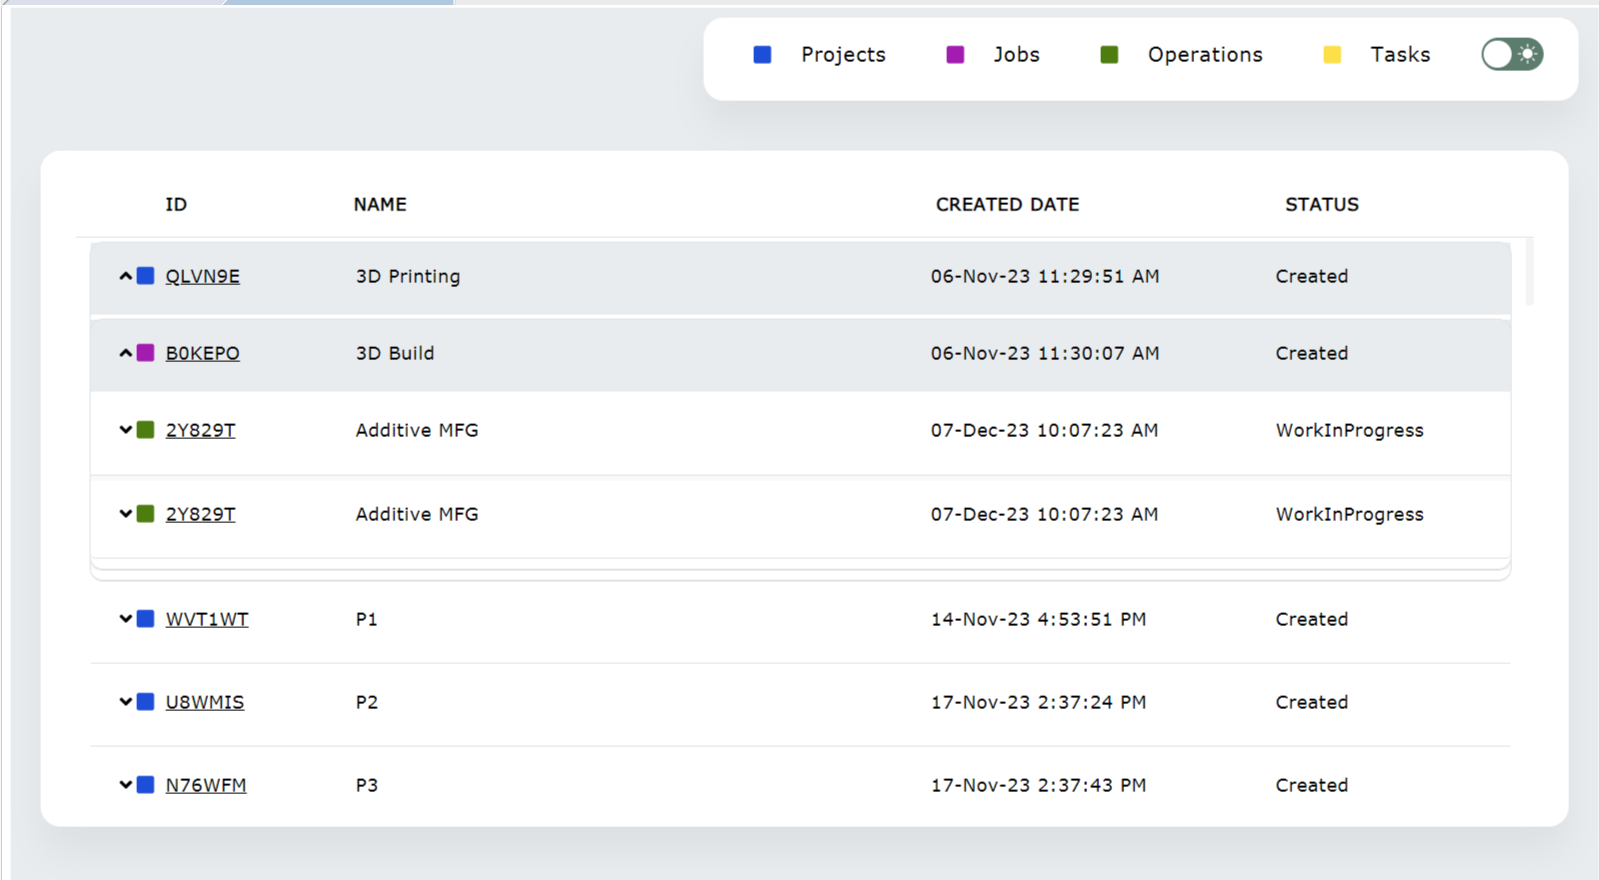 Projects Jobs Operations Tasks
ID NAME CREATED DATE STATUS
QLVN9E 3D Printing 06-Nov-23 11:29:51 AM Created
B0KEPO 3D Build 06-Nov-23 11:30:07 AM Created
2Y829T Additive MFG 07-Dec-23 10:07:23 AM WorkInProgress
2Y829T Additive MFG 07-Dec-23 10:07:23 AM WorkInProgress
WVT1WT P1 14-Nov-23 4:53:51 PM Created
U8WMIS P2 17-Nov-23 2:37:24 PM Created
N76WFM P3 17-Nov-23 2:37:43 PM Created